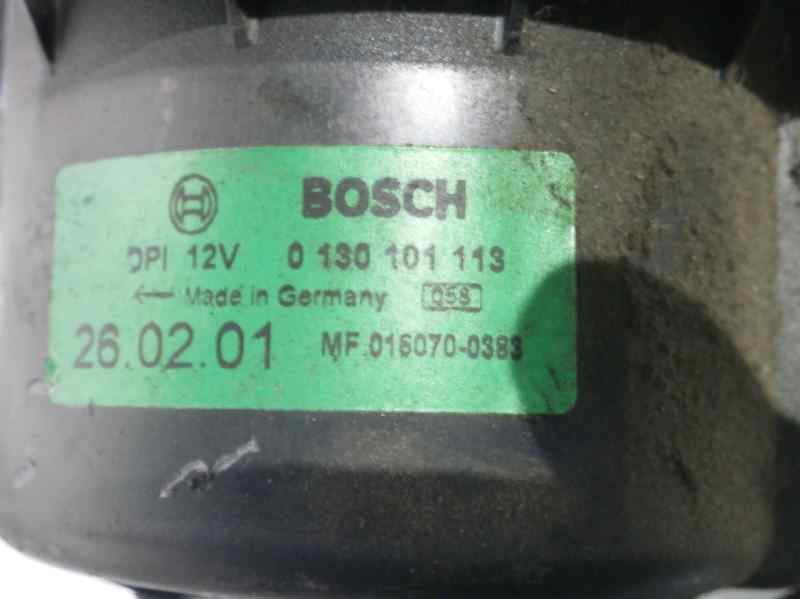 BOSCH
DPI 12V 0 130 101 113
← Made in Germany 058
26.02.01 MF.016070-0383